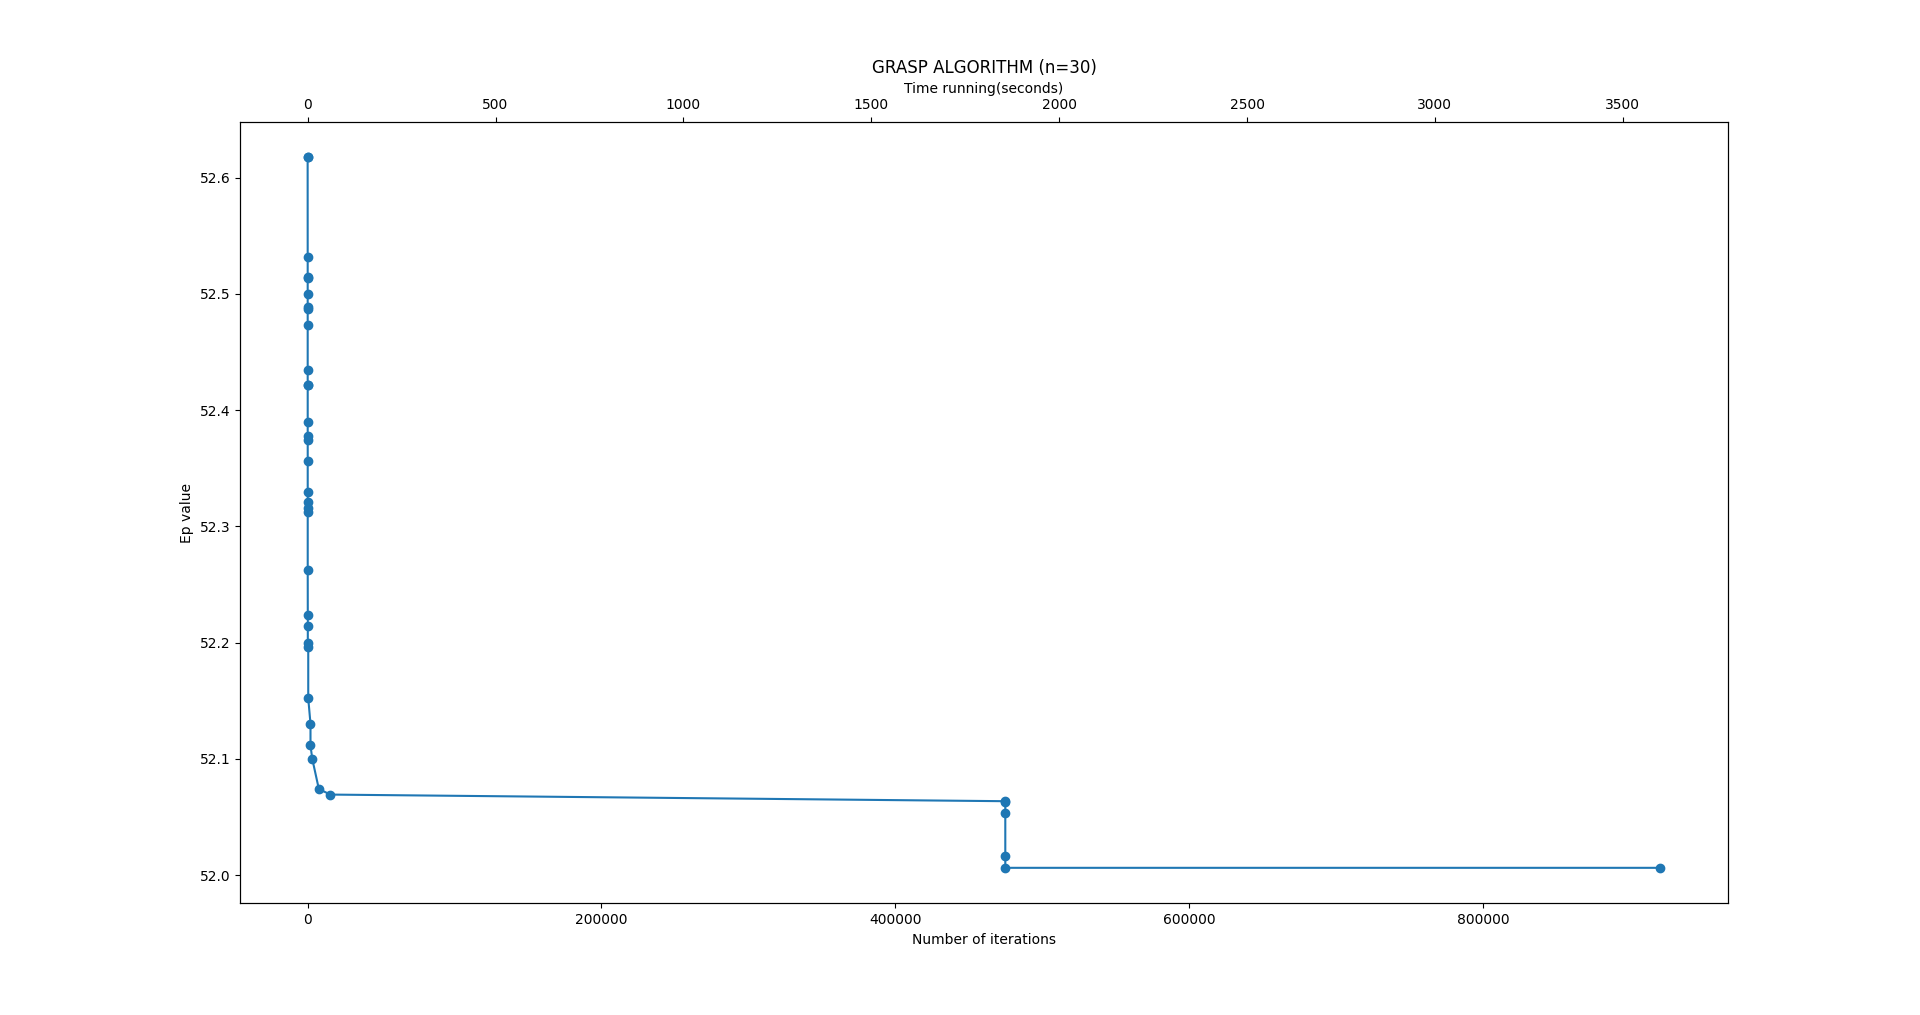 GRASP ALGORITHM (n=30)
Time running(seconds)
0 500 1000 1500 2000 2500 3000 3500
52.6
52.5
52.4
52.3
52.2
52.1
52.0
Ep value
0 200000 400000 600000 800000
Number of iterations